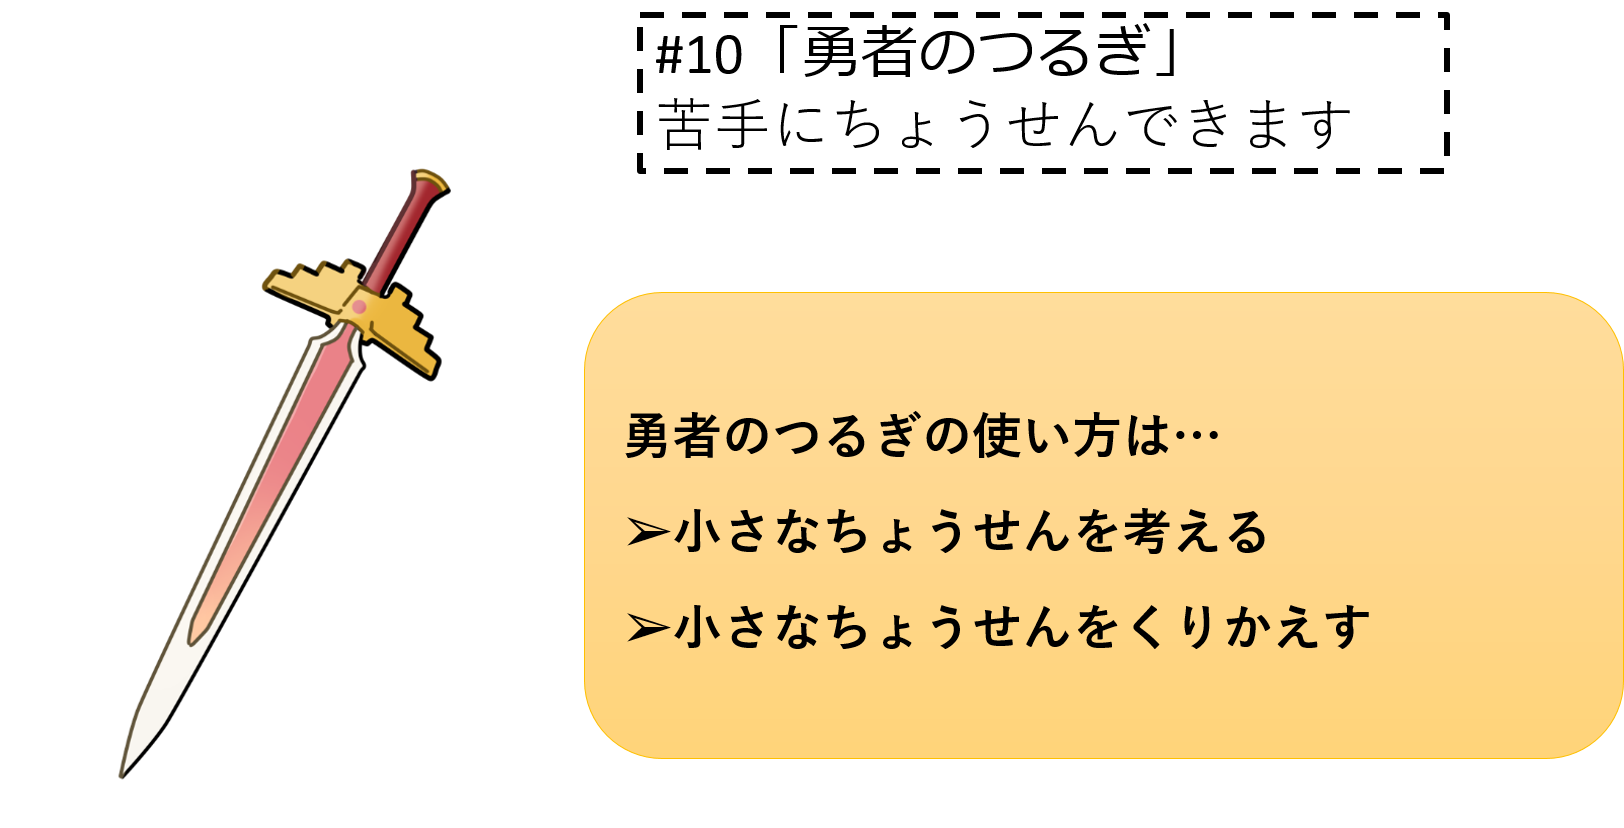 #10「勇者のつるぎ」
苦手にちょうせんできます
勇者のつるぎの使い方は…
➢小さなちょうせんを考える
➢小さなちょうせんをくりかえす